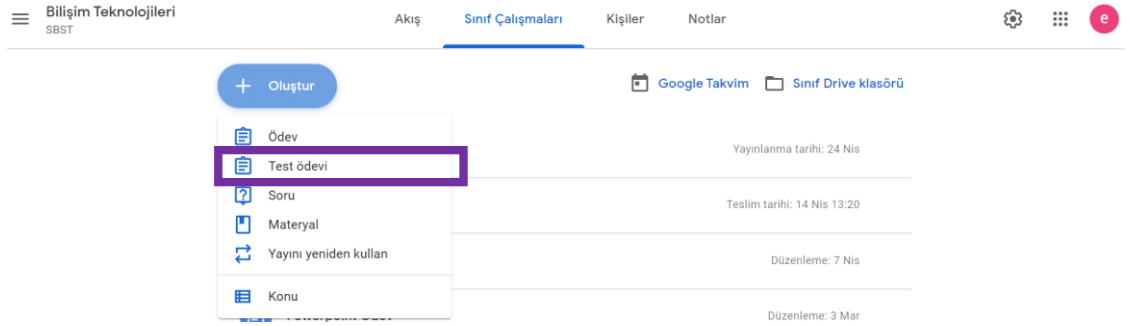 Bilişim Teknolojileri
SBST
Akış
Sınıf Çalışmaları
Kişiler
Notlar
e
Oluştur
Google Takvim
Sınıf Drive klasörü
Ödev
Test ödevi
Soru
Materyal
Yayını yeniden kullan
Konu
Yayınlanma tarihi: 24 Nis
Teslim tarihi: 14 Nis 13:20
Düzenleme: 7 Nis
Düzenleme: 3 Mar